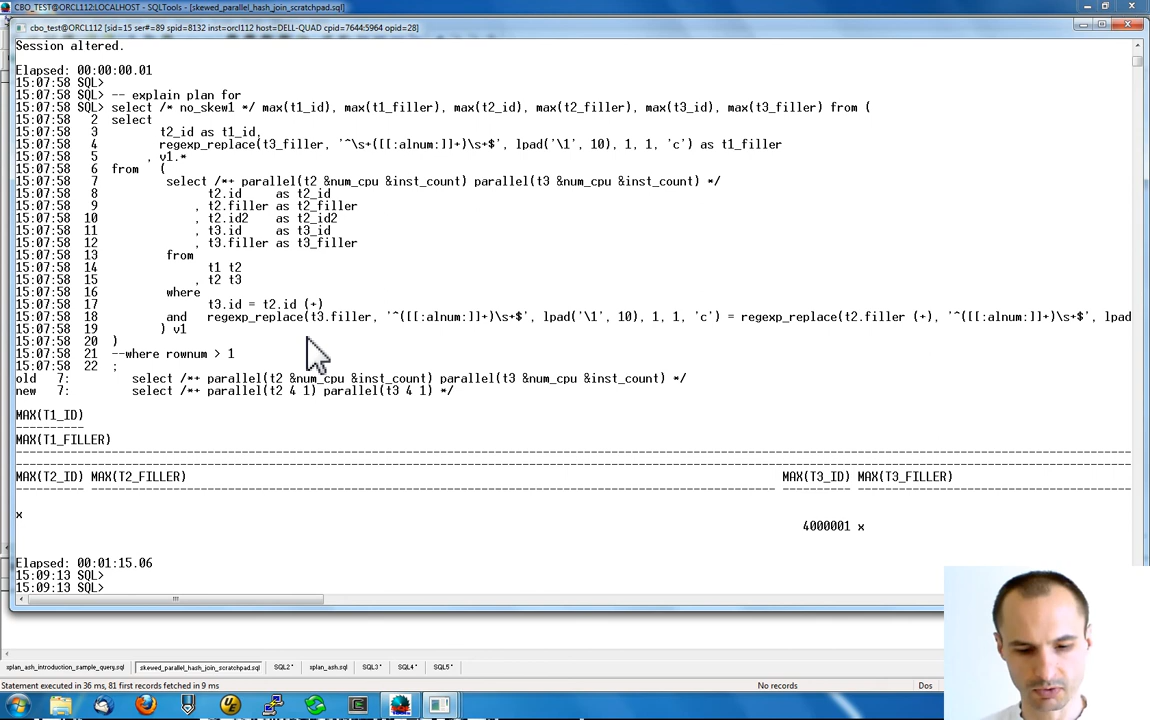 CBO_TEST@ORCL112:LOCALHOST - SQLTools - [skewed_parallel_hash_join_scratchpad.sql]
cbo_test@ORCL112 [sid=15 ser#=89 spid=8132 inst=orcl112 host=DELL-QUAD cpid=7644:5964 opid=28]
Session altered.
Elapsed: 00:00:00.01
15:07:58 SQL>
15:07:58 SQL> -- explain plan for
15:07:58 SQL> select /* no_skew1 */ max(t1_id), max(t1_filler), max(t2_id), max(t2_filler), max(t3_id), max(t3_filler) from (
15:07:58   2  select
15:07:58   3          t2_id as t1_id,
15:07:58   4          regexp_replace(t3_filler, '^\s+([[:alnum:]]+)\s+$', lpad('\1', 10), 1, 1, 'c') as t1_filler
15:07:58   5        , v1.*
15:07:58   6  from    (
15:07:58   7           select /*+ parallel(t2 &num_cpu &inst_count) parallel(t3 &num_cpu &inst_count) */
15:07:58   8                  t2.id     as t2_id
15:07:58   9                , t2.filler as t2_filler
15:07:58  10                , t2.id2    as t2_id2
15:07:58  11                , t3.id     as t3_id
15:07:58  12                , t3.filler as t3_filler
15:07:58  13           from
15:07:58  14                  t1 t2
15:07:58  15                , t2 t3
15:07:58  16           where
15:07:58  17                  t3.id = t2.id (+)
15:07:58  18           and    regexp_replace(t3.filler, '^([[:alnum:]]+)\s+$', lpad('\1', 10), 1, 1, 'c') = regexp_replace(t2.filler (+), '^([[:alnum:]]+)\s+$', lpad
15:07:58  19          ) v1
15:07:58  20  )
15:07:58  21  --where rownum > 1
15:07:58  22  ;
old   7:         select /*+ parallel(t2 &num_cpu &inst_count) parallel(t3 &num_cpu &inst_count) */
new   7:         select /*+ parallel(t2 4 1) parallel(t3 4 1) */
MAX(T1_ID)
----------
MAX(T1_FILLER)
MAX(T2_ID) MAX(T2_FILLER) MAX(T3_ID) MAX(T3_FILLER)
x
4000001 x
Elapsed: 00:01:15.06
15:09:13 SQL>
15:09:13 SQL>
splan_ash_introduction_sample_query.sql skewed_parallel_hash_join_scratchpad.sql SQL2* splan_ash.sql SQL3* SQL4* SQL5*
Statement executed in 36 ms, 81 first records fetched in 9 ms No records Dos